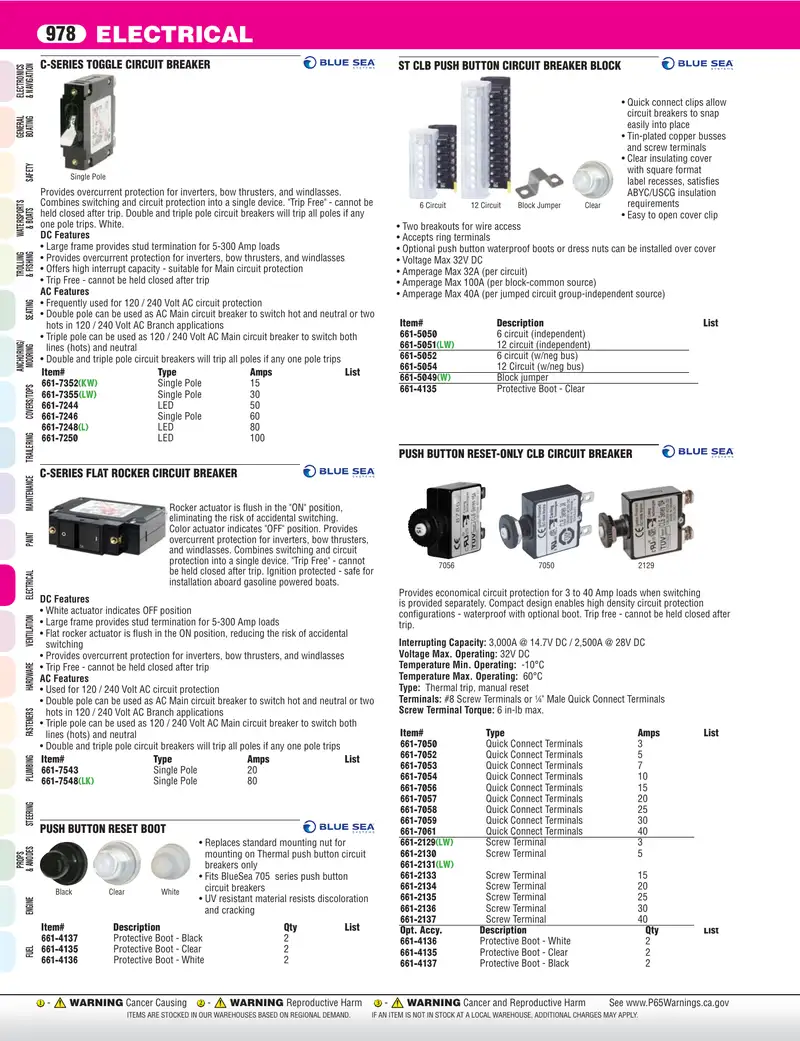 978 ELECTRICAL
ELECTRONICS
& NAVIGATION
GENERAL
BOATING
SAFETY
WATERSPORTS
& BOATS
TROLLING
& FISHING
SEATING
ANCHORING/
MOORING
COVERS/TOPS
TRAILERING
MAINTENANCE
PAINT
ELECTRICAL
VENTILATION
HARDWARE
FASTENERS
PLUMBING
STEERING
PROPS
& ANODES
ENGINE
FUEL
C-SERIES TOGGLE CIRCUIT BREAKER
BLUE SEA
SYSTEMS
Single Pole
Provides overcurrent protection for inverters, bow thrusters, and windlasses.
Combines switching and circuit protection into a single device. "Trip Free" - cannot be
held closed after trip. Double and triple pole circuit breakers will trip all poles if any
one pole trips. White.
DC Features
• Large frame provides stud termination for 5-300 Amp loads
• Provides overcurrent protection for inverters, bow thrusters, and windlasses
• Offers high interrupt capacity - suitable for Main circuit protection
• Trip Free - cannot be held closed after trip
AC Features
• Frequently used for 120 / 240 Volt AC circuit protection
• Double pole can be used as AC Main circuit breaker to switch hot and neutral or two
hots in 120 / 240 Volt AC Branch applications
• Triple pole can be used as 120 / 240 Volt AC Main circuit breaker to switch both
lines (hots) and neutral
• Double and triple pole circuit breakers will trip all poles if any one pole trips
Item# Type Amps List
661-7352(KW) Single Pole 15
661-7355(LW) Single Pole 30
661-7244 LED 50
661-7246 Single Pole 60
661-7248(L) LED 80
661-7250 LED 100
C-SERIES FLAT ROCKER CIRCUIT BREAKER
BLUE SEA
SYSTEMS
Rocker actuator is flush in the "ON" position,
eliminating the risk of accidental switching.
Color actuator indicates "OFF" position. Provides
overcurrent protection for inverters, bow thrusters,
and windlasses. Combines switching and circuit
protection into a single device. "Trip Free" - cannot
be held closed after trip. Ignition protected - safe for
installation aboard gasoline powered boats.
DC Features
• White actuator indicates OFF position
• Large frame provides stud termination for 5-300 Amp loads
• Flat rocker actuator is flush in the ON position, reducing the risk of accidental
switching
• Provides overcurrent protection for inverters, bow thrusters, and windlasses
• Trip Free - cannot be held closed after trip
AC Features
• Used for 120 / 240 Volt AC circuit protection
• Double pole can be used as AC Main circuit breaker to switch hot and neutral or two
hots in 120 / 240 Volt AC Branch applications
• Triple pole can be used as 120 / 240 Volt AC Main circuit breaker to switch both
lines (hots) and neutral
• Double and triple pole circuit breakers will trip all poles if any one pole trips
Item# Type Amps List
661-7543 Single Pole 20
661-7548(LK) Single Pole 80
PUSH BUTTON RESET BOOT
BLUE SEA
SYSTEMS
Black Clear White
• Replaces standard mounting nut for
mounting on Thermal push button circuit
breakers only
• Fits BlueSea 705 series push button
circuit breakers
• UV resistant material resists discoloration
and cracking
Item# Description Qty List
661-4137 Protective Boot - Black 2
661-4135 Protective Boot - Clear 2
661-4136 Protective Boot - White 2
ST CLB PUSH BUTTON CIRCUIT BREAKER BLOCK
BLUE SEA
SYSTEMS
6 Circuit 12 Circuit Block Jumper Clear
• Quick connect clips allow
circuit breakers to snap
easily into place
• Tin-plated copper busses
and screw terminals
• Clear insulating cover
with square format
label recesses, satisfies
ABYC/USCG insulation
requirements
• Easy to open cover clip
• Two breakouts for wire access
• Accepts ring terminals
• Optional push button waterproof boots or dress nuts can be installed over cover
• Voltage Max 32V DC
• Amperage Max 32A (per circuit)
• Amperage Max 100A (per block-common source)
• Amperage Max 40A (per jumped circuit group-independent source)
Item# Description List
661-5050 6 circuit (independent)
661-5051(LW) 12 circuit (independent)
661-5052 6 circuit (w/neg bus)
661-5054 12 Circuit (w/neg bus)
661-5049(W) Block jumper
661-4135 Protective Boot - Clear
PUSH BUTTON RESET-ONLY CLB CIRCUIT BREAKER
BLUE SEA
SYSTEMS
7056 7050 2129
Provides economical circuit protection for 3 to 40 Amp loads when switching
is provided separately. Compact design enables high density circuit protection
configurations - waterproof with optional boot. Trip free - cannot be held closed after
trip.
Interrupting Capacity: 3,000A @ 14.7V DC / 2,500A @ 28V DC
Voltage Max. Operating: 32V DC
Temperature Min. Operating: -10°C
Temperature Max. Operating: 60°C
Type: Thermal trip, manual reset
Terminals: #8 Screw Terminals or ¼" Male Quick Connect Terminals
Screw Terminal Torque: 6 in-lb max.
Item# Type Amps List
661-7050 Quick Connect Terminals 3
661-7052 Quick Connect Terminals 5
661-7053 Quick Connect Terminals 7
661-7054 Quick Connect Terminals 10
661-7056 Quick Connect Terminals 15
661-7057 Quick Connect Terminals 20
661-7058 Quick Connect Terminals 25
661-7059 Quick Connect Terminals 30
661-7061 Quick Connect Terminals 40
661-2129(LW) Screw Terminal 3
661-2130 Screw Terminal 5
661-2131(LW)
661-2133 Screw Terminal 15
661-2134 Screw Terminal 20
661-2135 Screw Terminal 25
661-2136 Screw Terminal 30
661-2137 Screw Terminal 40
Opt. Accy. Description Qty List
661-4136 Protective Boot - White 2
661-4135 Protective Boot - Clear 2
661-4137 Protective Boot - Black 2
1 - WARNING Cancer Causing 2 - WARNING Reproductive Harm 3 - WARNING Cancer and Reproductive Harm See www.P65Warnings.ca.gov
ITEMS ARE STOCKED IN OUR WAREHOUSES BASED ON REGIONAL DEMAND. IF AN ITEM IS NOT IN STOCK AT A LOCAL WAREHOUSE, ADDITIONAL CHARGES MAY APPLY.